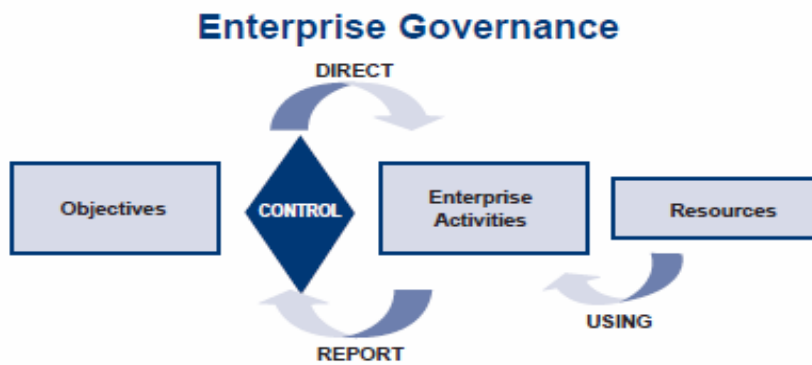 Enterprise Governance
DIRECT
Objectives
CONTROL
Enterprise
Activities
Resources
USING
REPORT